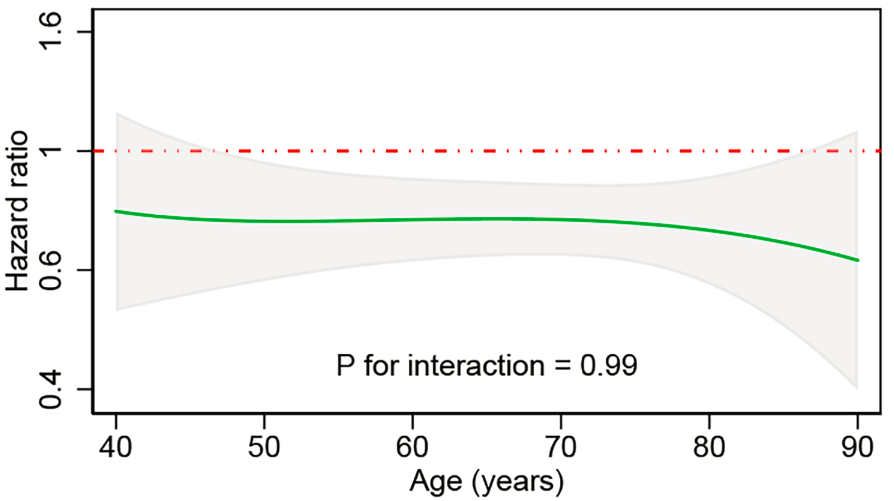 1.6
1
0.6
0.4
Hazard ratio
P for interaction = 0.99
40 50 60 70 80 90
Age (years)